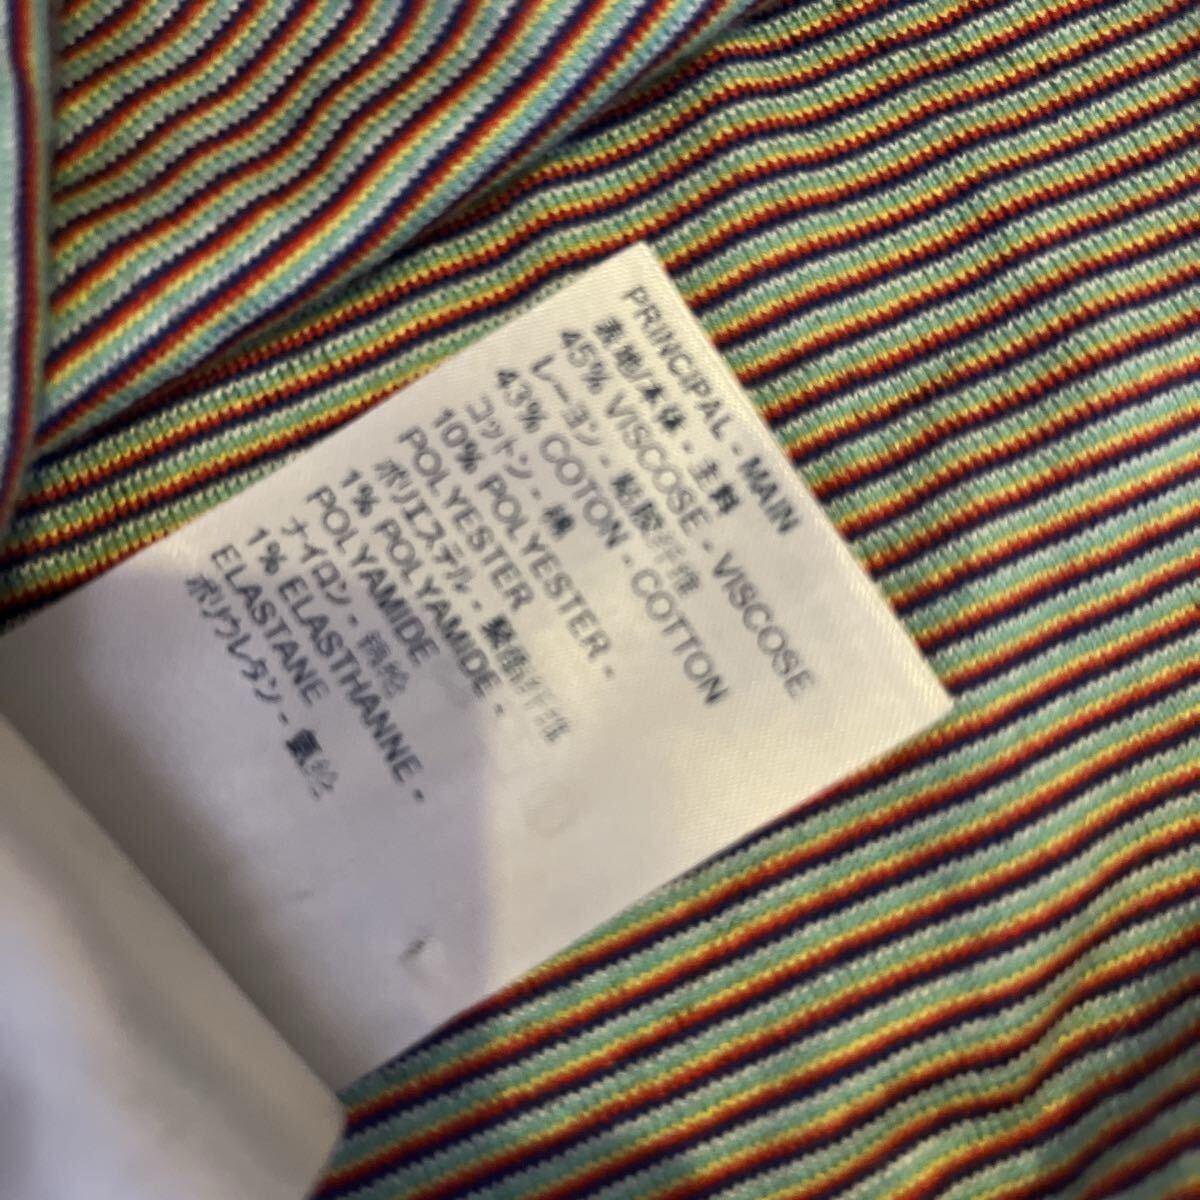 PRINCIPAL - MAIN
表地/本体 - 主料
45% VISCOSE - VISCOSE
レーヨン - 粘胶纤维
43% COTON - COTTON
コットン - 棉
10% POLYESTER -
POLYESTER
ポリエステル - 聚酯纤维
1% POLYAMIDE -
POLYAMIDE
ナイロン - 锦纶
1% ELASTHANNE -
ELASTANE
ポリウレタン - 氨纶